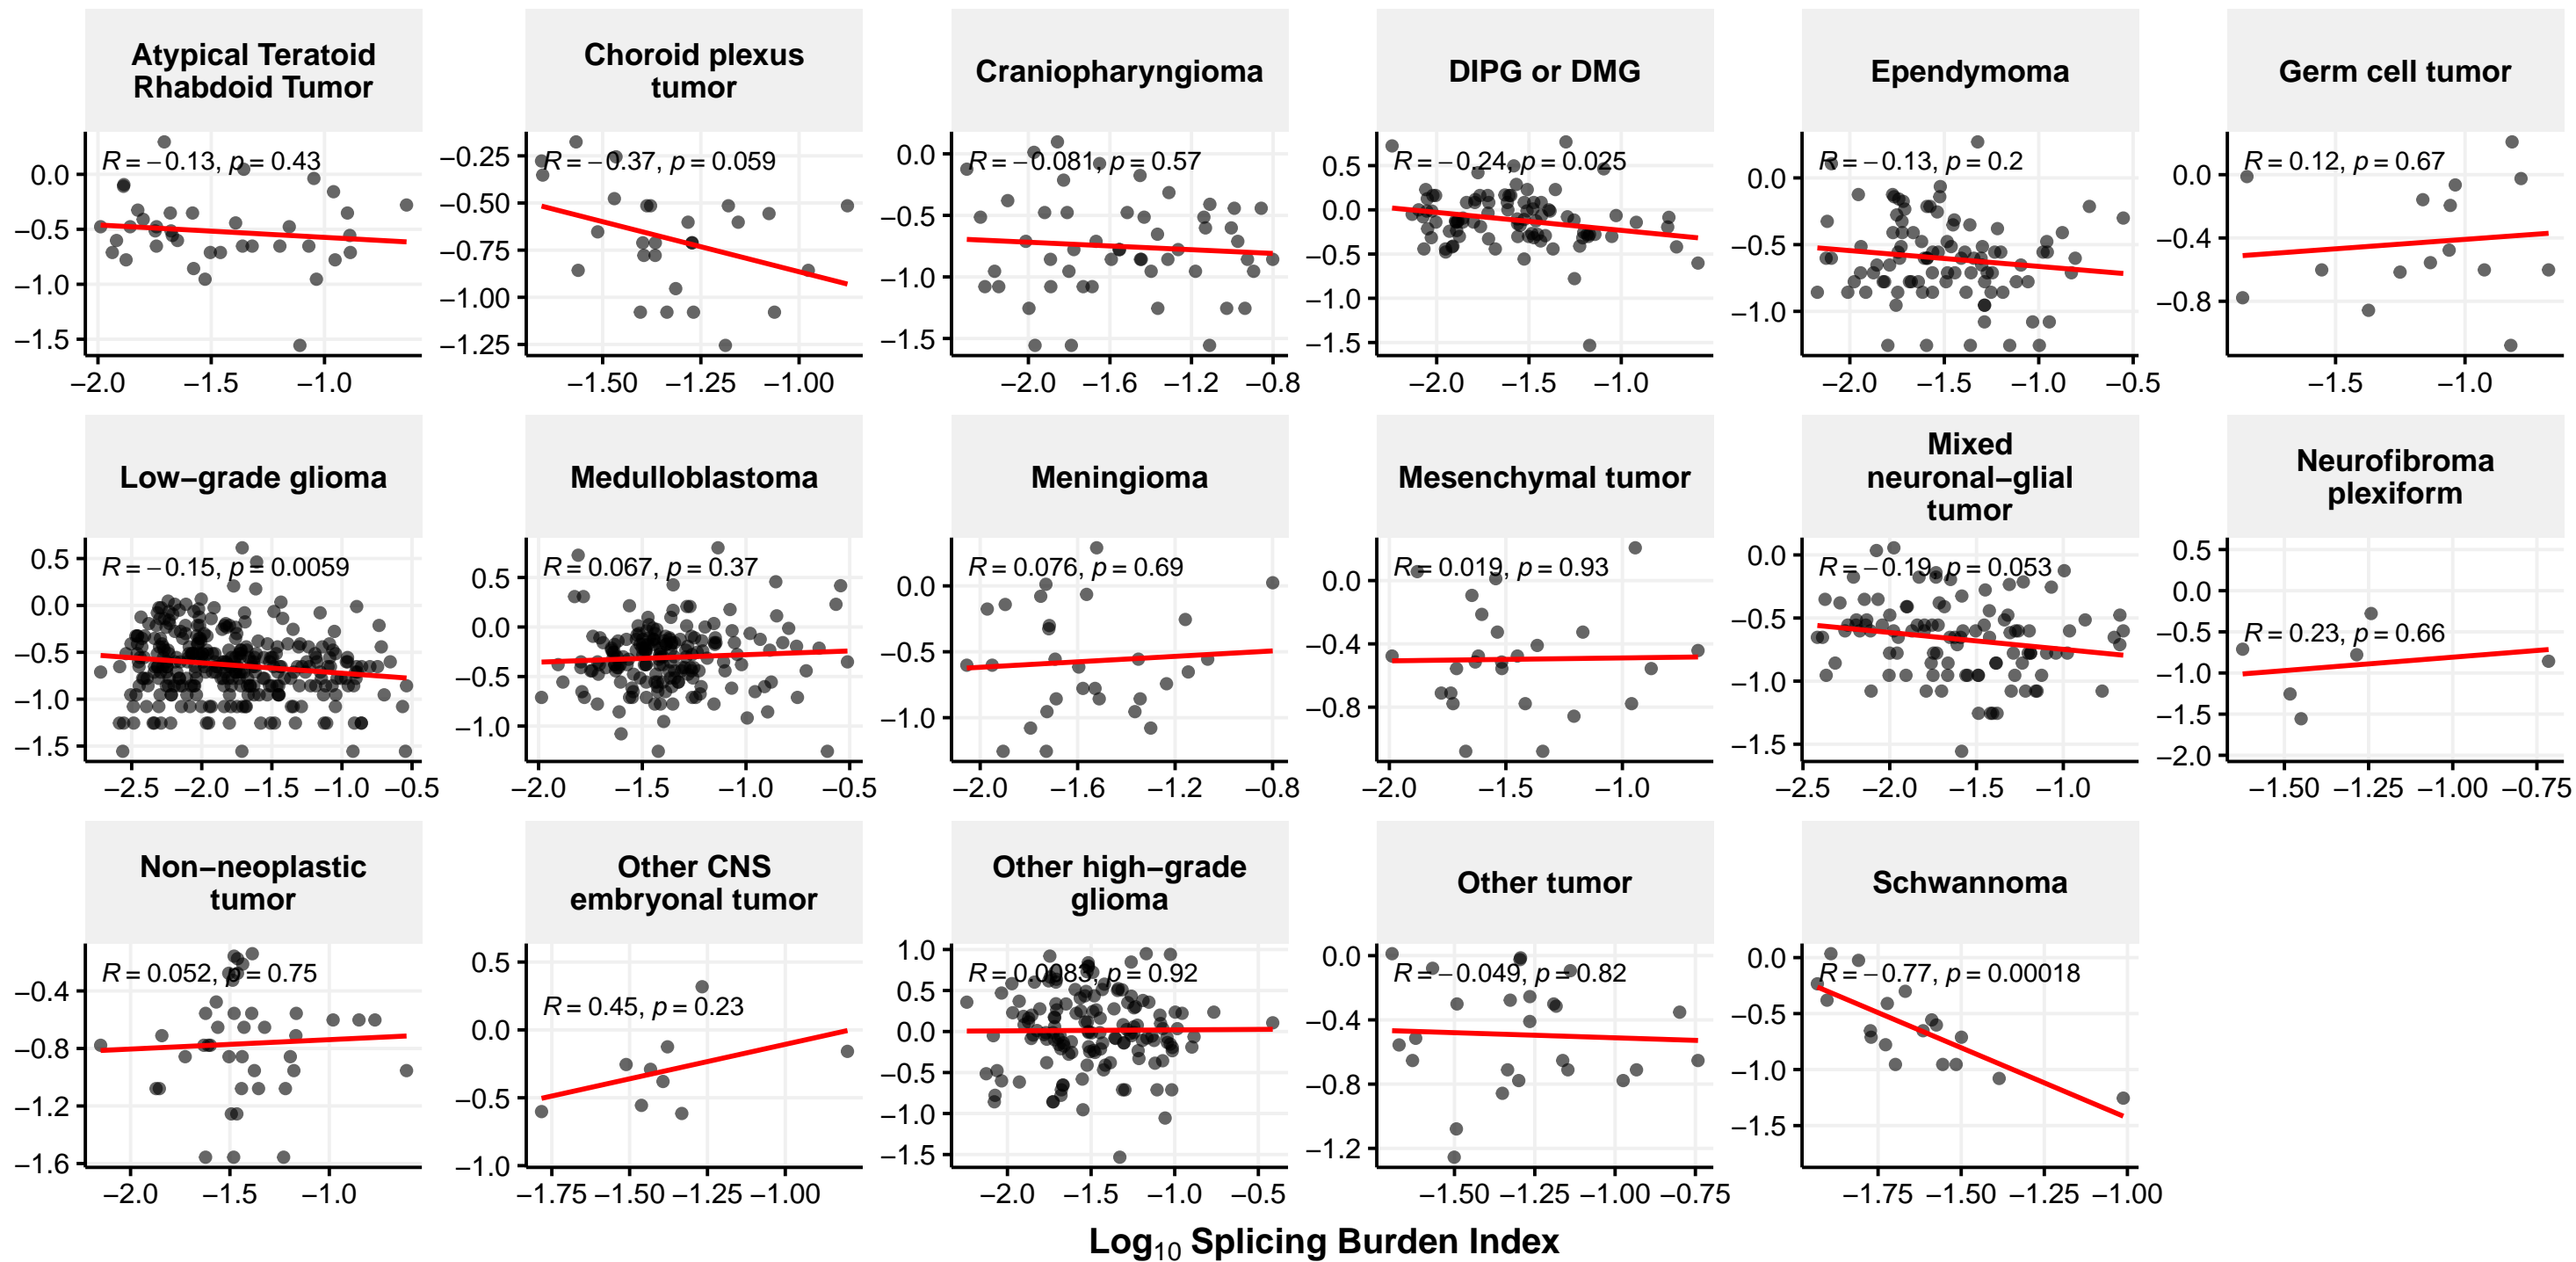 Atypical Teratoid
Rhabdoid Tumor
Choroid plexus
tumor
Craniopharyngioma
DIPG or DMG
Ependymoma
Germ cell tumor
R = −0.13, p = 0.43
0.0
−0.5
−1.0
−1.5
−2.0 −1.5 −1.0
R = −0.37, p = 0.059
−0.25
−0.50
−0.75
−1.00
−1.25
−1.50 −1.25 −1.00
R = −0.081, p = 0.57
0.0
−0.5
−1.0
−1.5
−2.0 −1.6 −1.2 −0.8
R = −0.24, p = 0.025
0.5
0.0
−0.5
−1.0
−1.5
−2.0 −1.5 −1.0
R = −0.13, p = 0.2
0.0
−0.5
−1.0
−2.0 −1.5 −1.0 −0.5
R = 0.12, p = 0.67
0.0
−0.4
−0.8
−1.5 −1.0
Low−grade glioma
Medulloblastoma
Meningioma
Mesenchymal tumor
Mixed
neuronal−glial
tumor
Neurofibroma
plexiform
R = −0.15, p = 0.0059
0.5
0.0
−0.5
−1.0
−1.5
−2.5 −2.0 −1.5 −1.0 −0.5
R = 0.067, p = 0.37
0.5
0.0
−0.5
−1.0
−2.0 −1.5 −1.0 −0.5
R = 0.076, p = 0.69
0.0
−0.5
−1.0
−2.0 −1.6 −1.2 −0.8
R = 0.019, p = 0.93
0.0
−0.4
−0.8
−2.0 −1.5 −1.0
R = −0.19, p = 0.053
0.0
−0.5
−1.0
−1.5
−2.5 −2.0 −1.5 −1.0
R = 0.23, p = 0.66
0.5
0.0
−0.5
−1.0
−1.5
−2.0
−1.50 −1.25 −1.00 −0.75
Non−neoplastic
tumor
Other CNS
embryonal tumor
Other high−grade
glioma
Other tumor
Schwannoma
R = 0.052, p = 0.75
−0.4
−0.8
−1.2
−1.6
−2.0 −1.5 −1.0
R = 0.45, p = 0.23
0.5
0.0
−0.5
−1.0
−1.75 −1.50 −1.25 −1.00
R = 0.0083, p = 0.92
1.0
0.5
0.0
−0.5
−1.0
−1.5
−2.0 −1.5 −1.0 −0.5
R = −0.049, p = 0.82
0.0
−0.4
−0.8
−1.2
−1.50 −1.25 −1.00 −0.75
R = −0.77, p = 0.00018
0.0
−0.5
−1.0
−1.5
−1.75 −1.50 −1.25 −1.00
Log10 Splicing Burden Index